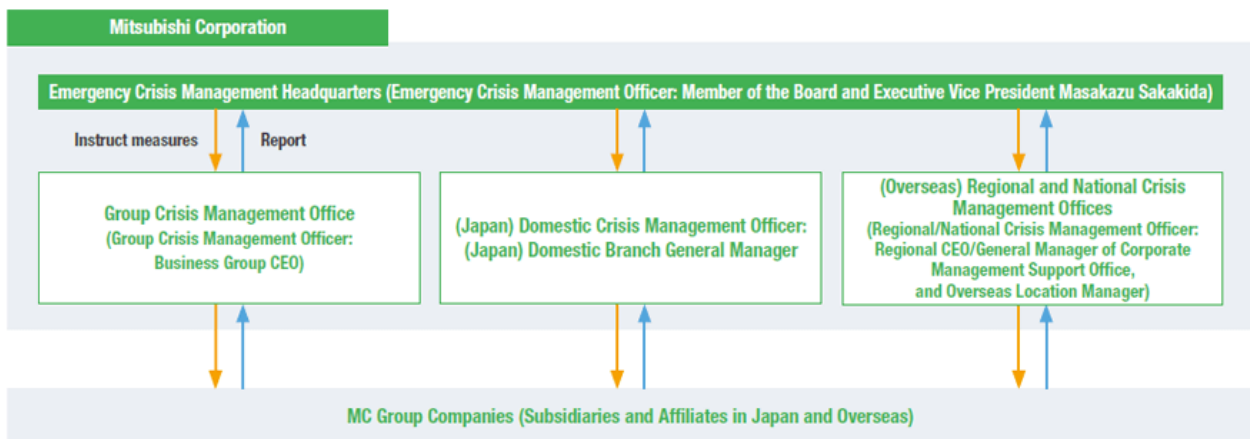 Mitsubishi Corporation
Emergency Crisis Management Headquarters (Emergency Crisis Management Officer: Member of the Board and Executive Vice President Masakazu Sakakida)
Instruct measures
Report
Group Crisis Management Office
(Group Crisis Management Officer:
Business Group CEO)
(Japan) Domestic Crisis Management Officer:
(Japan) Domestic Branch General Manager
(Overseas) Regional and National Crisis
Management Offices
(Regional/National Crisis Management Officer:
Regional CEO/General Manager of Corporate
Management Support Office,
and Overseas Location Manager)
MC Group Companies (Subsidiaries and Affiliates in Japan and Overseas)